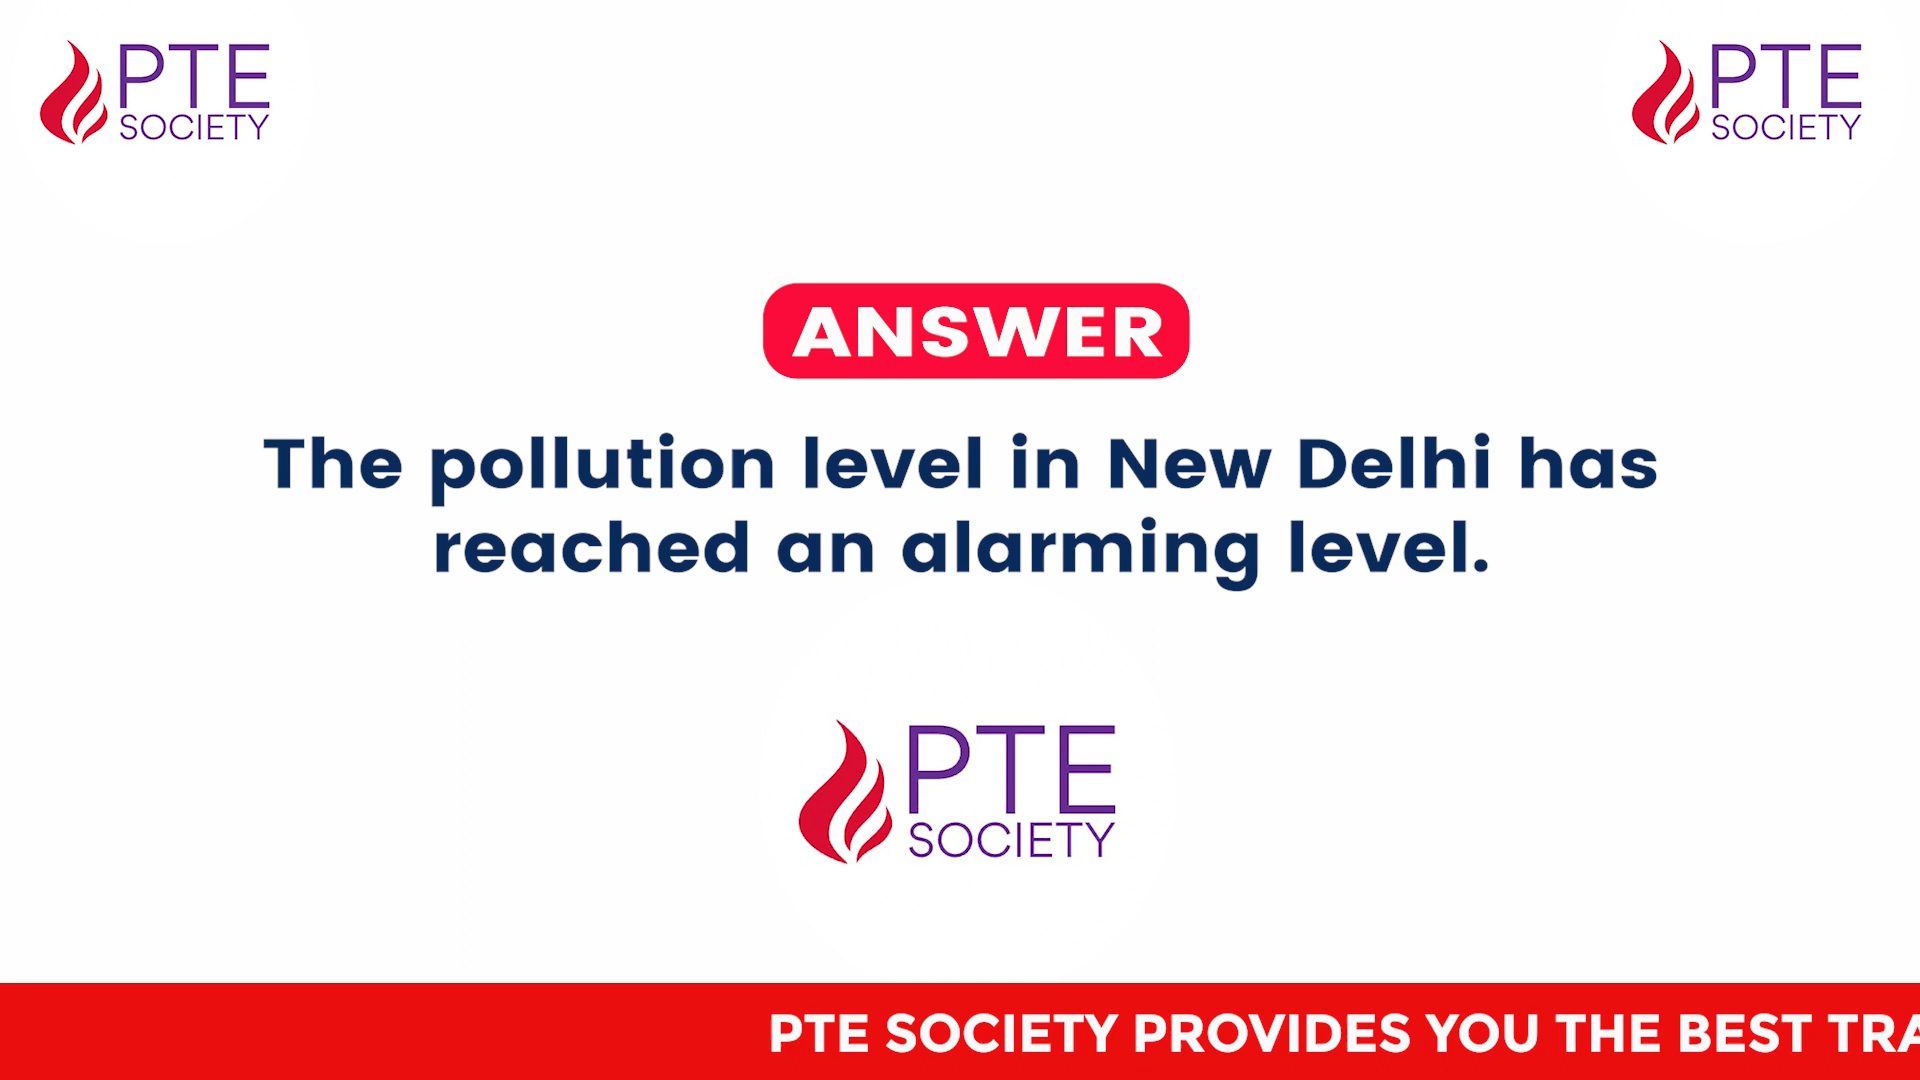 PTE
SOCIETY
PTE
SOCIETY
ANSWER
The pollution level in New Delhi has
reached an alarming level.
PTE
SOCIETY
PTE SOCIETY PROVIDES YOU THE BEST